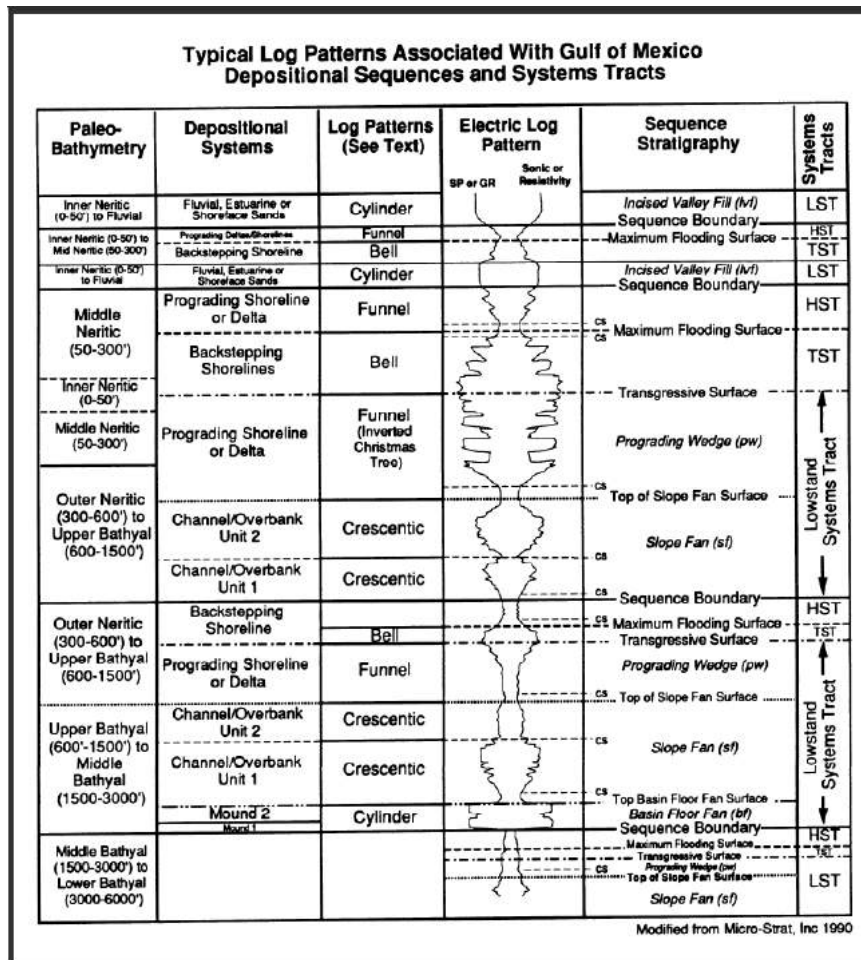 Typical Log Patterns Associated With Gulf of Mexico
Depositional Sequences and Systems Tracts
Paleo-
Bathymetry
Depositional
Systems
Log Patterns
(See Text)
Electric Log
Pattern
SP or GR
Sonic or
Resistivity
Sequence
Stratigraphy
Systems
Tracts
Inner Neritic
(0-50') to Fluvial
Fluvial, Estuarine or
Shoreface Sands
Cylinder
Incised Valley Fill (Ivf)
LST
Sequence Boundary
Inner Neritic (0-50') to
Mid Neritic (50-300')
Prograding Deltas/Shorelines
Funnel
HST
Maximum Flooding Surface
Backstepping Shoreline
Bell
TST
Inner Neritic (0-50')
to Fluvial
Fluvial, Estuarine or
Shoreface Sands
Cylinder
Incised Valley Fill (Ivf)
LST
Sequence Boundary
Middle
Neritic
(50-300')
Prograding Shoreline
or Delta
Funnel
HST
CS
Maximum Flooding Surface
CS
Backstepping
Shorelines
Bell
TST
Inner Neritic
(0-50')
Transgressive Surface
Middle Neritic
(50-300')
Prograding Shoreline
or Delta
Funnel
(Inverted
Christmas
Tree)
Prograding Wedge (pw)
Lowstand
Systems Tract
CS
Top of Slope Fan Surface
Outer Neritic
(300-600') to
Upper Bathyal
(600-1500')
Channel/Overbank
Unit 2
Crescentic
Slope Fan (sf)
CS
Channel/Overbank
Unit 1
Crescentic
CS
Sequence Boundary
Outer Neritic
(300-600') to
Upper Bathyal
(600-1500')
Backstepping
Shoreline
HST
CS
Maximum Flooding Surface
Bell
TST
Transgressive Surface
Prograding Shoreline
or Delta
Funnel
Prograding Wedge (pw)
Lowstand
Systems Tract
CS
Top of Slope Fan Surface
Upper Bathyal
(600'-1500') to
Middle
Bathyal
(1500-3000')
Channel/Overbank
Unit 2
Crescentic
CS
Slope Fan (sf)
Channel/Overbank
Unit 1
Crescentic
CS
Top Basin Floor Fan Surface
Mound 2
Mound 1
Cylinder
Basin Floor Fan (bf)
Sequence Boundary
Middle Bathyal
(1500-3000') to
Lower Bathyal
(3000-6000')
HST
Maximum Flooding Surface
TST
Transgressive Surface
CS
Prograding Wedge (pw)
Top of Slope Fan Surface
LST
Slope Fan (sf)
Modified from Micro-Strat, Inc 1990